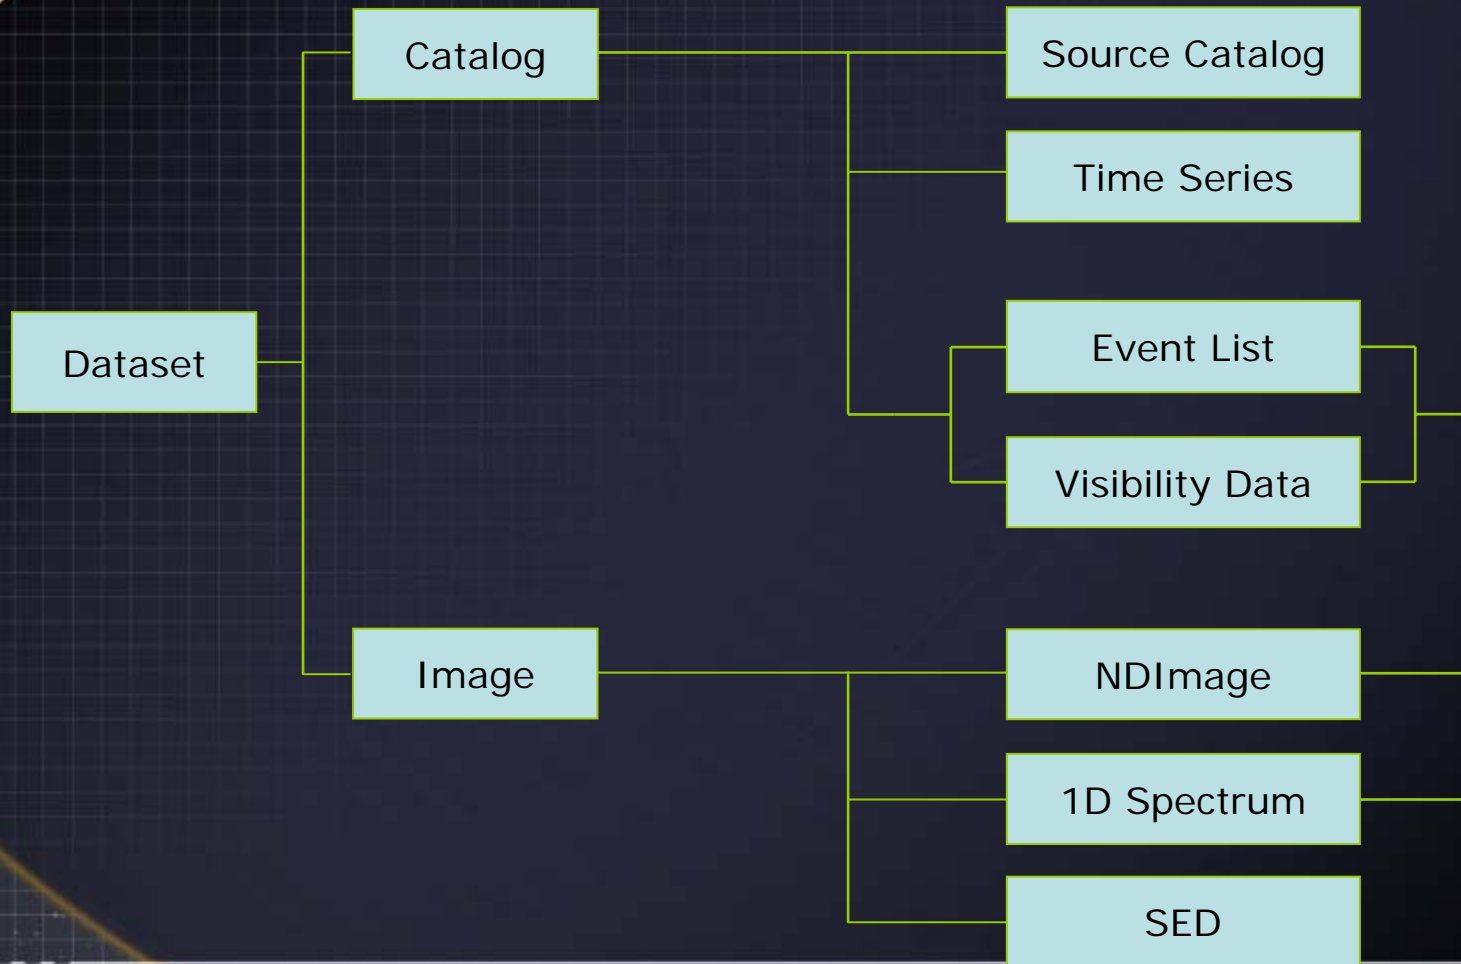 Catalog
Source Catalog
Time Series
Dataset
Event List
Visibility Data
Image
NDImage
1D Spectrum
SED